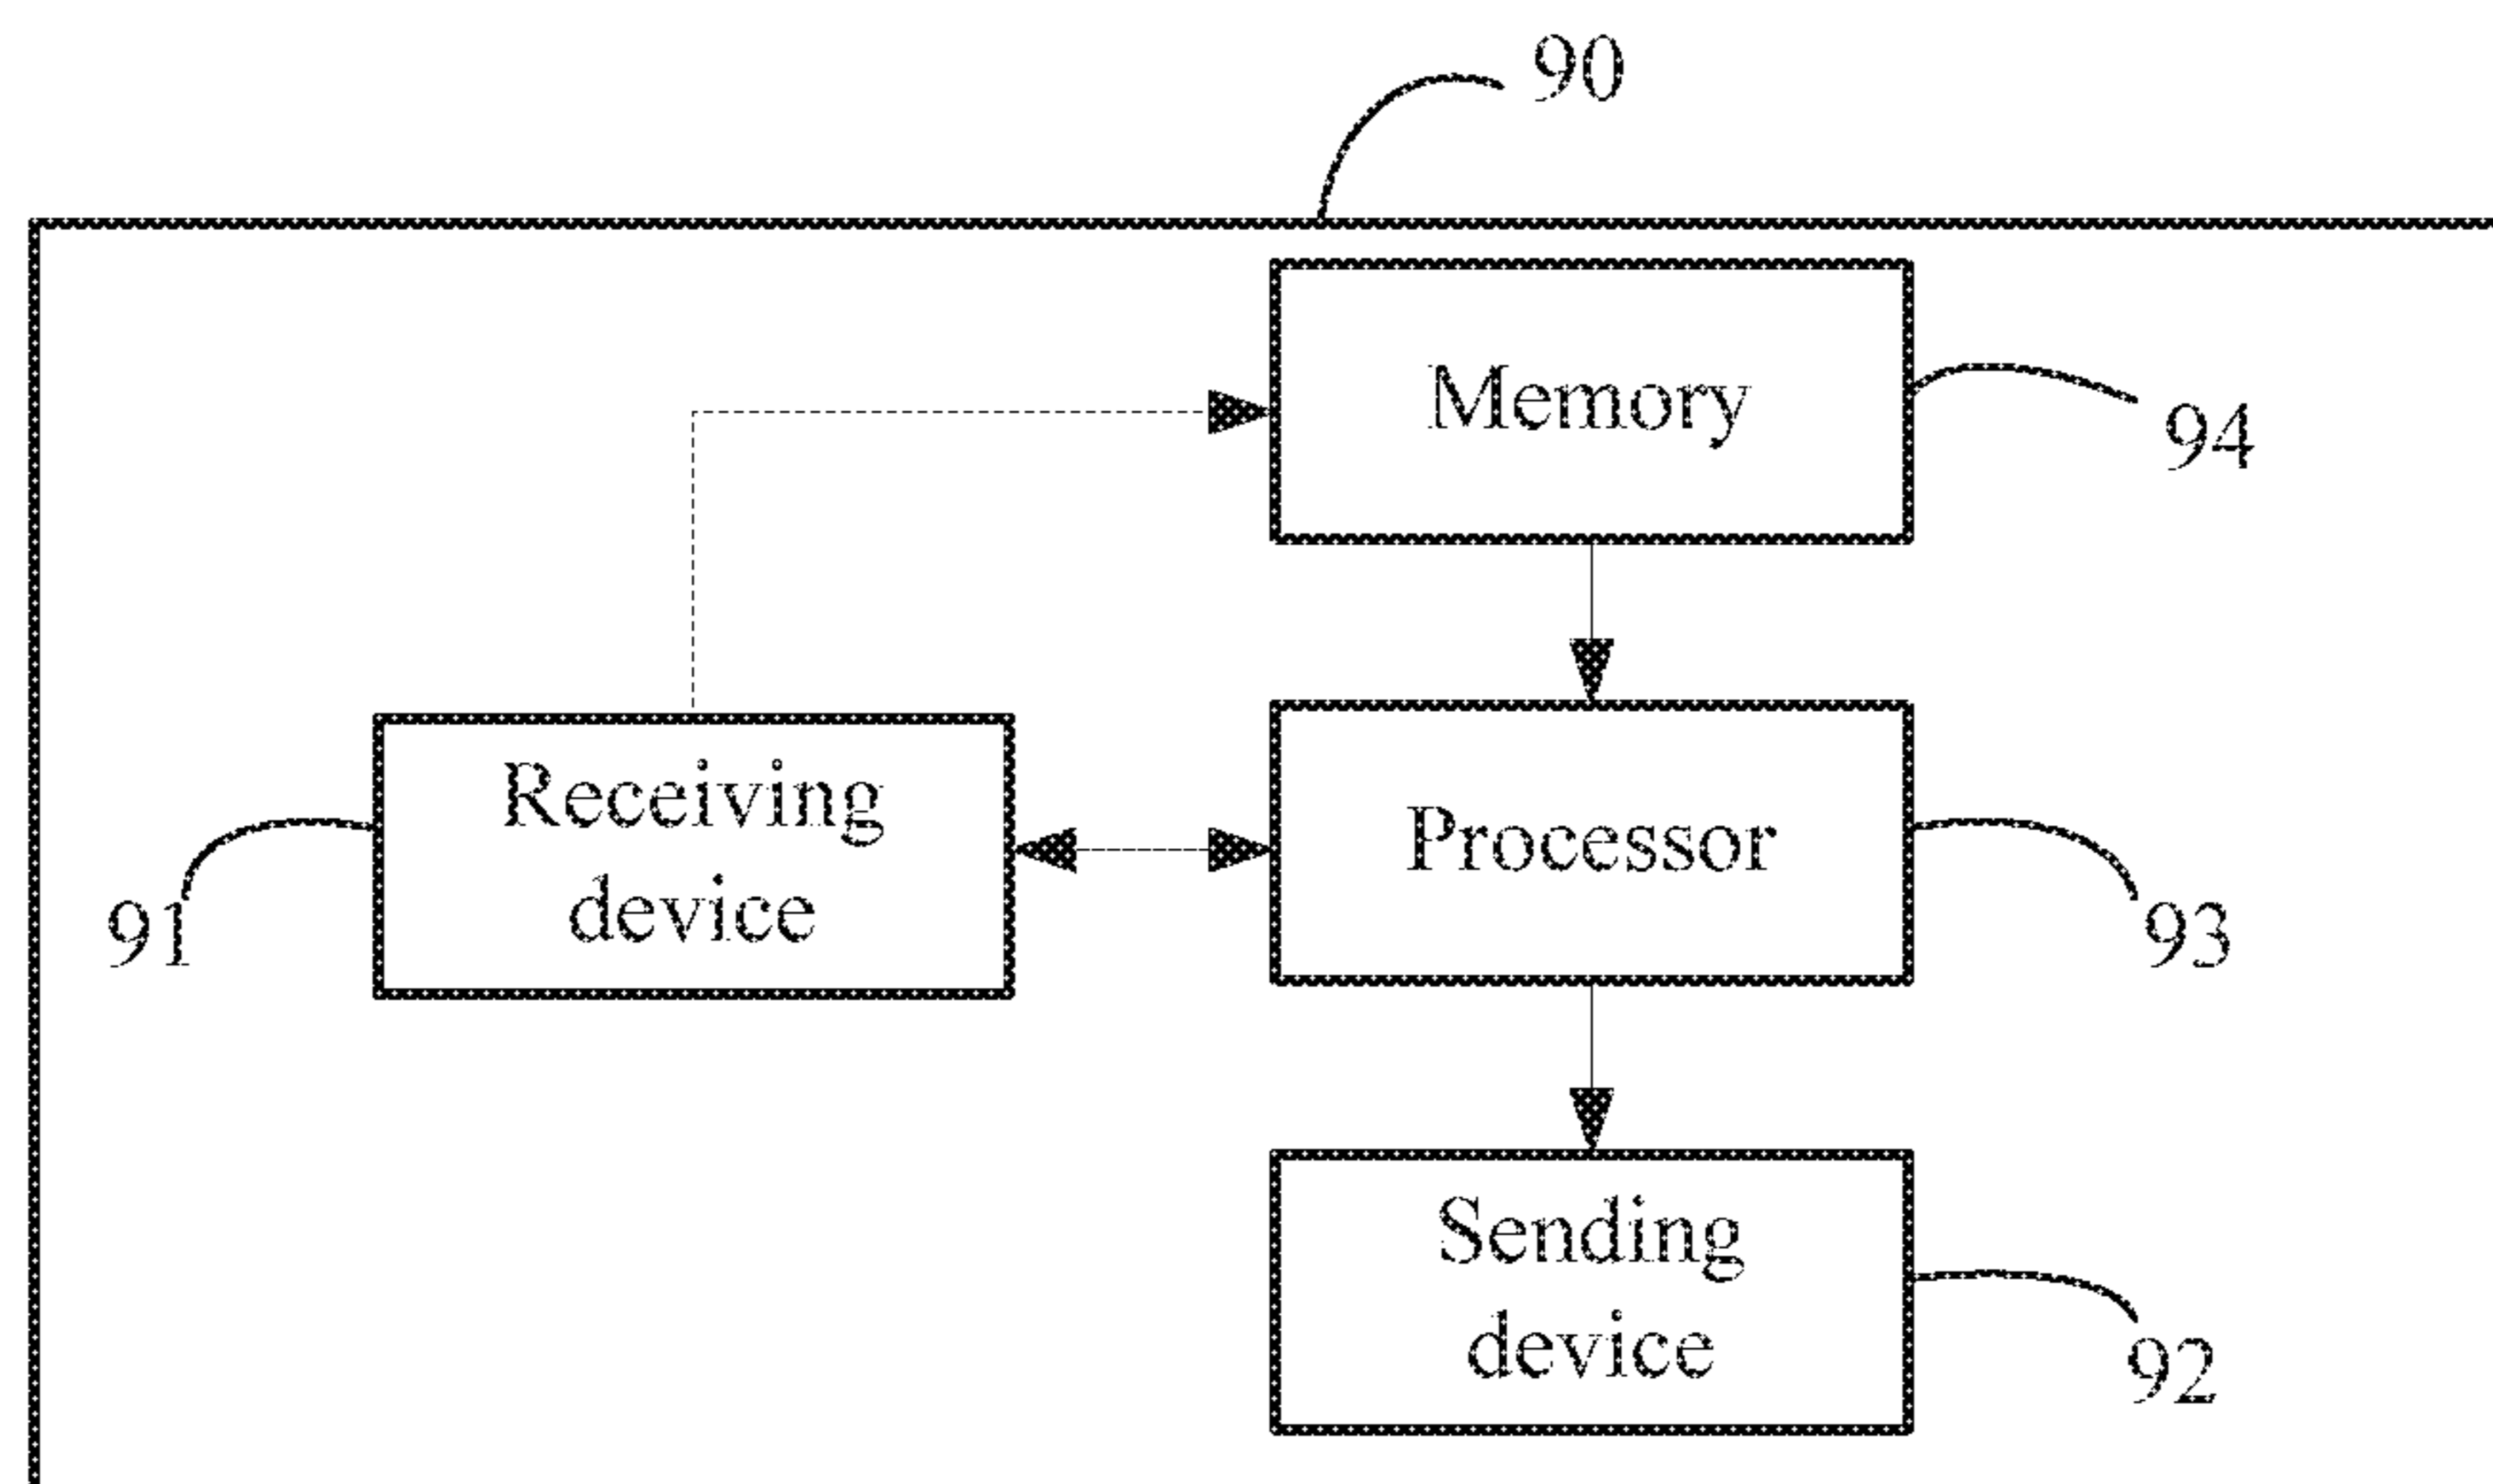 90
Memory
94
Receiving
device
Processor
91
93
Sending
device
92